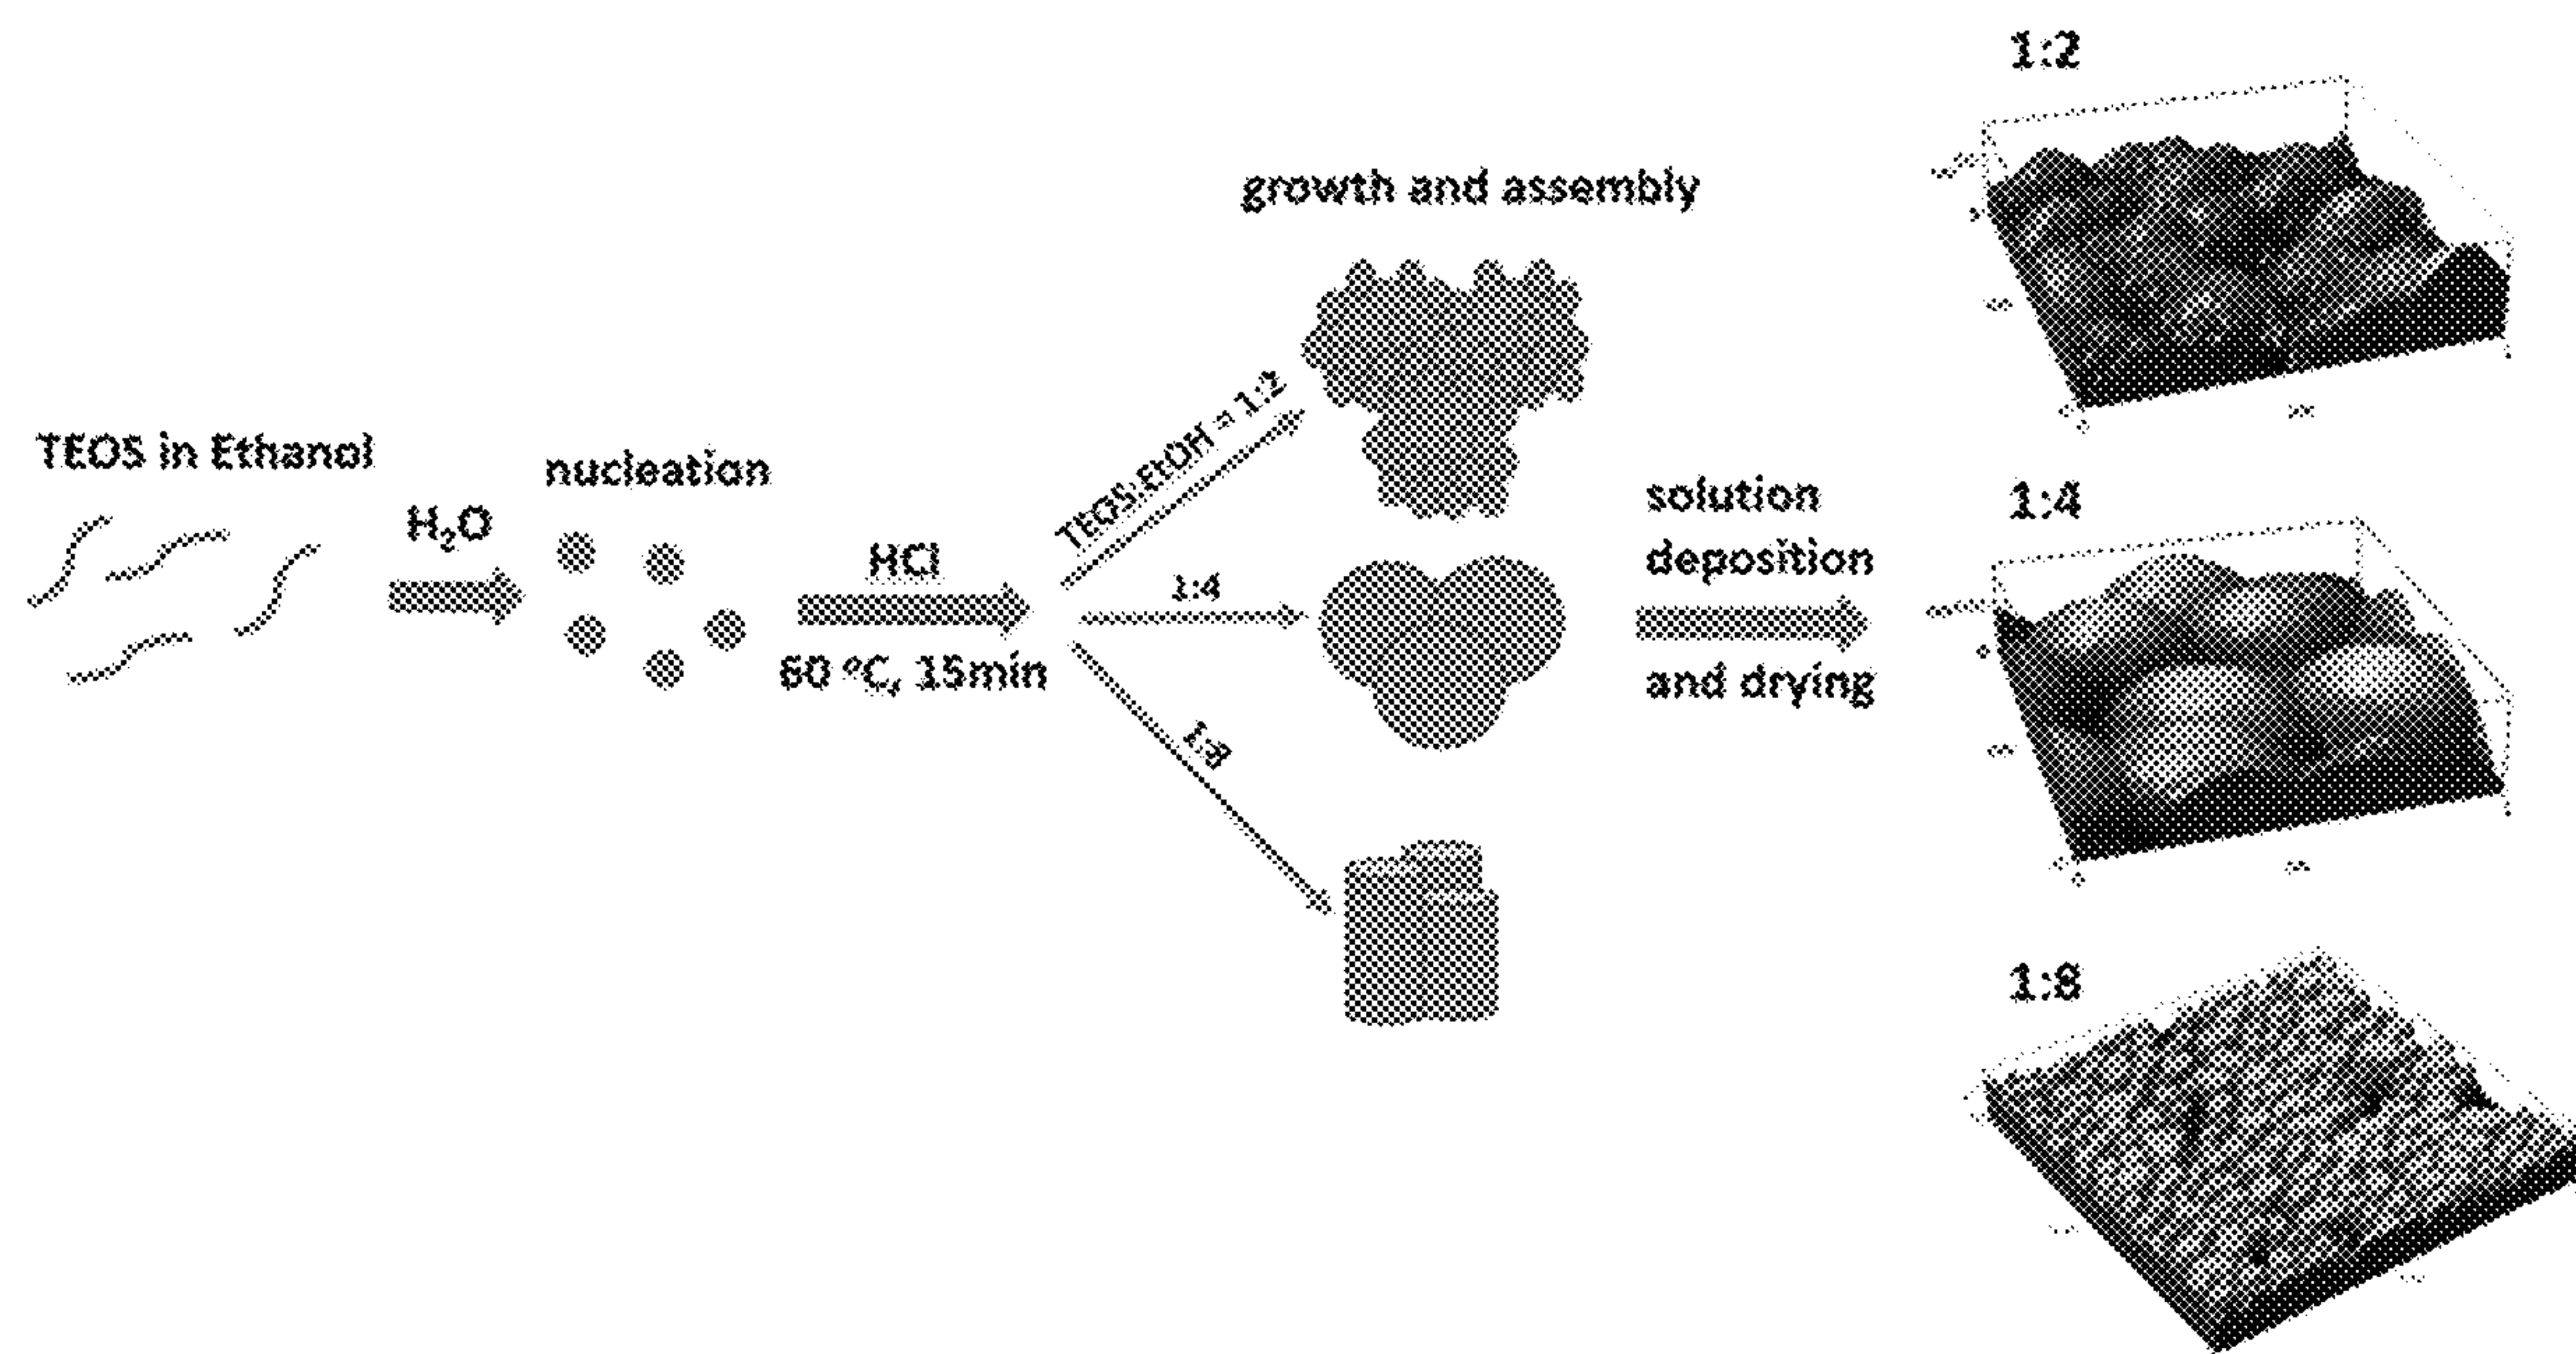 TEOS in Ethanol
H₂O
nucleation
HCl
60 °C, 15min
TEOS:EtOH = 1:2
1:4
1:8
growth and assembly
solution
deposition
and drying
1:2
1:4
1:8